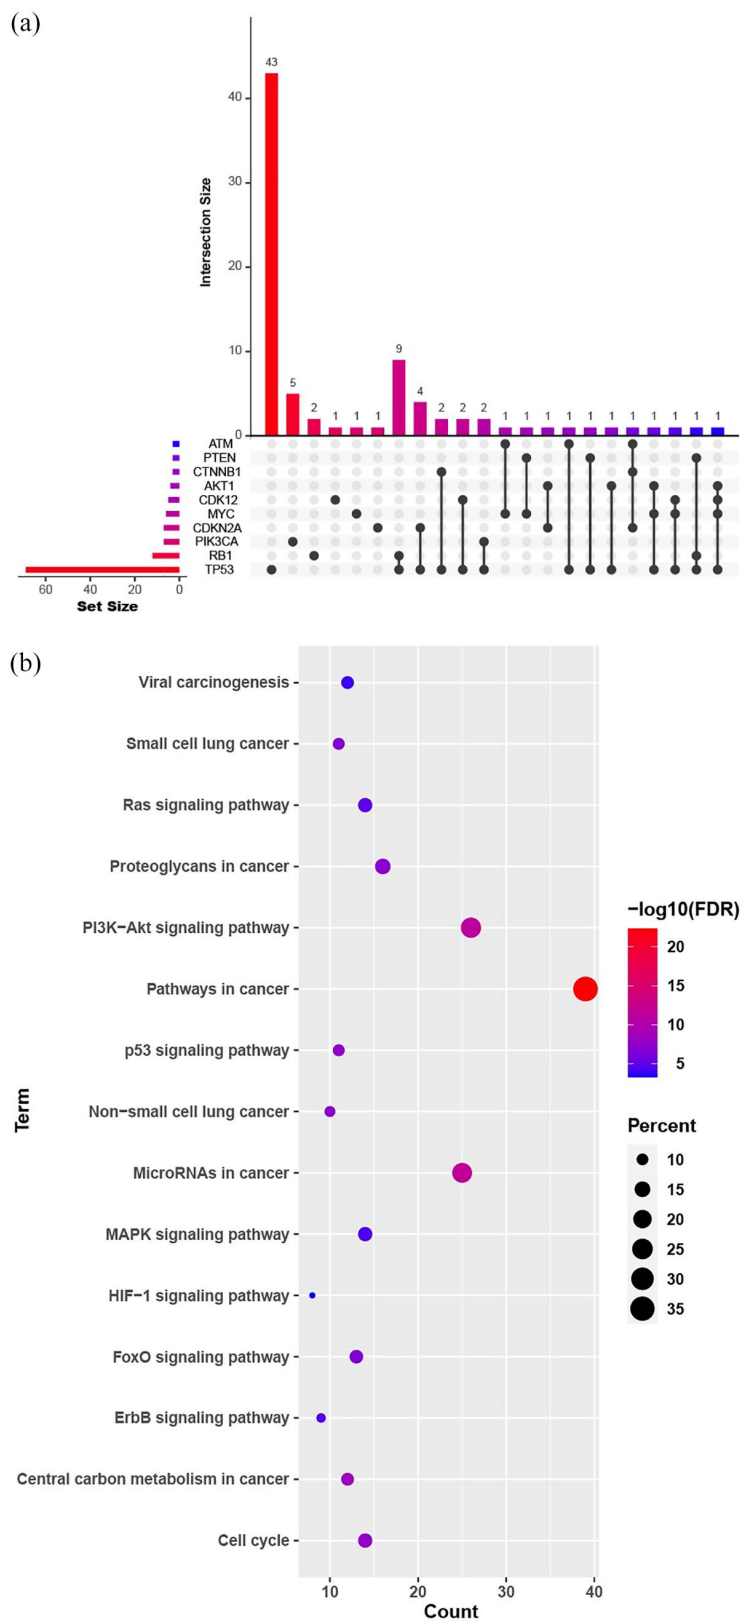 (a)
43
40
30
20
10
0
Intersection Size
5 2 1 1 1 9 4 2 2 2 1 1 1 1 1 1 1 1 1 1 1
ATM
PTEN
CTNNB1
AKT1
CDK12
MYC
CDKN2A
PIK3CA
RB1
TP53
60 40 20 0
Set Size
(b)
Viral carcinogenesis
Small cell lung cancer
Ras signaling pathway
Proteoglycans in cancer
PI3K−Akt signaling pathway
Pathways in cancer
p53 signaling pathway
Non−small cell lung cancer
MicroRNAs in cancer
MAPK signaling pathway
HIF−1 signaling pathway
FoxO signaling pathway
ErbB signaling pathway
Central carbon metabolism in cancer
Cell cycle
Term
10 20 30 40
Count
−log10(FDR)
20
15
10
5
Percent
10
15
20
25
30
35